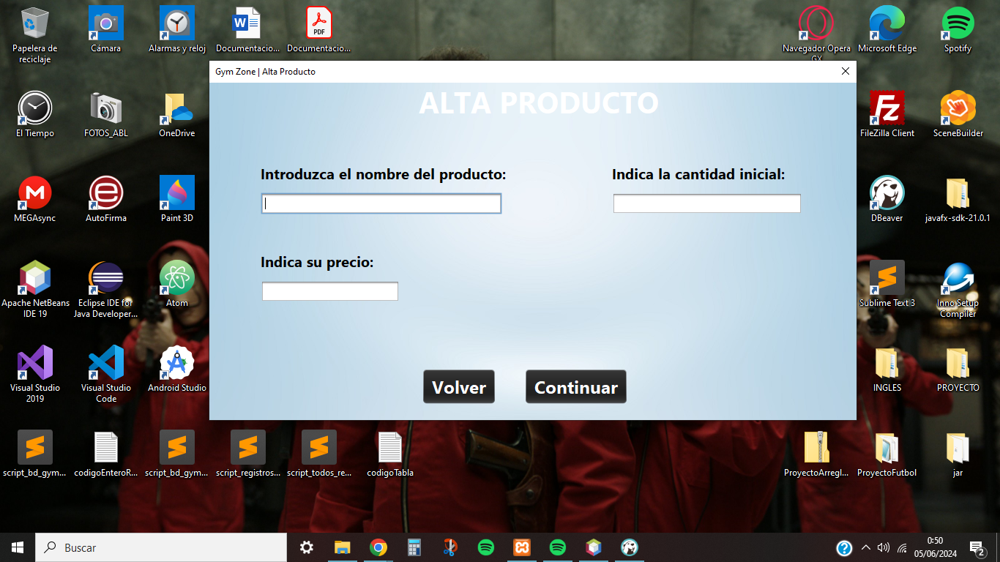 Papelera de
reciclaje
Cámara
Alarmas y reloj
Documentacio...
Documentacio...
Navegador Opera
GX
Microsoft Edge
Spotify
W
PDF
Gym Zone | Alta Producto
ALTA PRODUCTO
Introduzca el nombre del producto:
Indica la cantidad inicial:
Indica su precio:
Volver
Continuar
El Tiempo
FOTOS_ABL
OneDrive
Fz
FileZilla Client
SceneBuilder
M
MEGAsync
AutoFirma
Paint 3D
DBeaver
javafx-sdk-21.0.1
Apache NetBeans
IDE 19
Eclipse IDE for
Java Developer...
Atom
Sublime Text 3
Inno Setup
Compiler
Visual Studio
2019
Visual Studio
Code
Android Studio
INGLES
PROYECTO
script_bd_gym...
codigoEnteroR...
script_bd_gym...
script_registros...
script_todos_re...
codigoTabla
ProyectoArregl...
ProyectoFutbol
jar
Buscar
0:50
05/06/2024
2